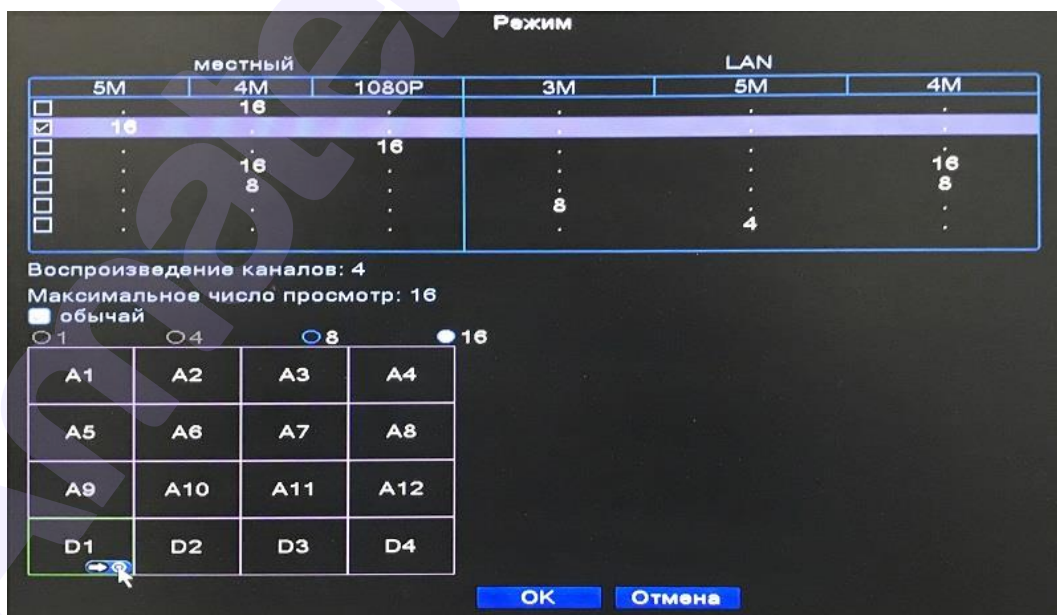 Режим
местный LAN
5M 4M 1080P 3M 5M 4M
. 16 . . . .
16 . . . . .
. . 16 . . .
. 16 . . . 16
. 8 . . . 8
. . . 8 . .
. . . . 4 .
Воспроизведение каналов: 4
Максимальное число просмотр: 16
обычай
1 4 8 16
A1 A2 A3 A4
A5 A6 A7 A8
A9 A10 A11 A12
D1 D2 D3 D4
OK Отмена